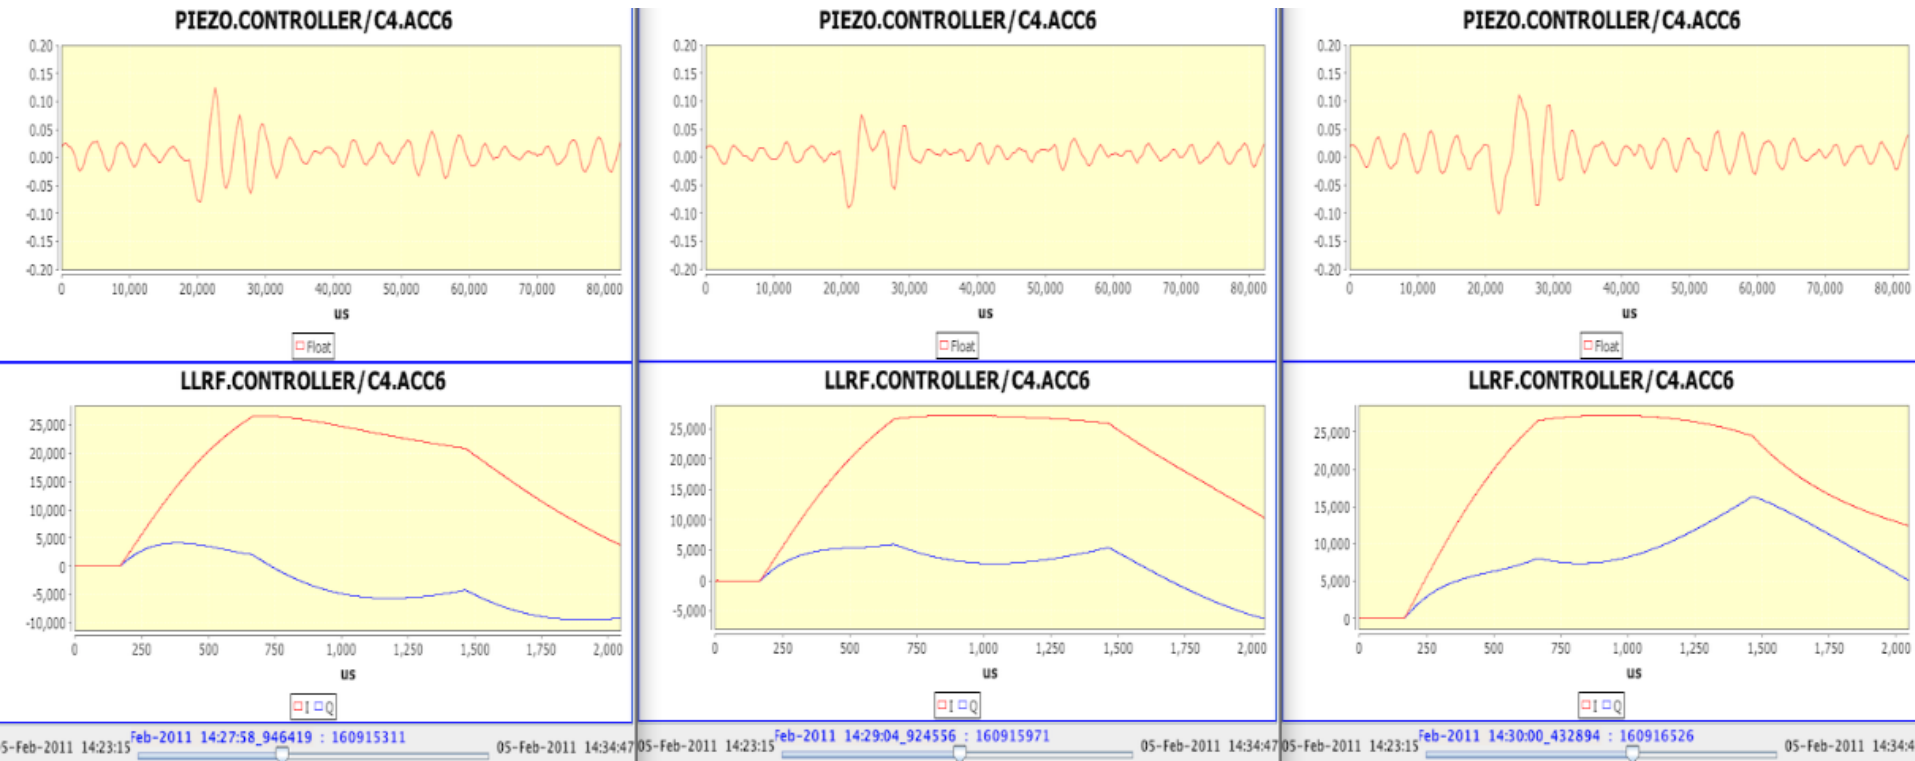 PIEZO.CONTROLLER/C4.ACC6
0.20
0.15
0.10
0.05
0.00
-0.05
-0.10
-0.15
-0.20
0 10,000 20,000 30,000 40,000 50,000 60,000 70,000 80,000
us
Float
LLRF.CONTROLLER/C4.ACC6
25,000
20,000
15,000
10,000
5,000
0
-5,000
-10,000
0 250 500 750 1,000 1,250 1,500 1,750 2,000
us
I Q
5-Feb-2011 14:23:15 Feb-2011 14:27:58_946419 : 160915311 05-Feb-2011 14:34:47
PIEZO.CONTROLLER/C4.ACC6
0.20
0.15
0.10
0.05
0.00
-0.05
-0.10
-0.15
-0.20
0 10,000 20,000 30,000 40,000 50,000 60,000 70,000 80,000
us
Float
LLRF.CONTROLLER/C4.ACC6
25,000
20,000
15,000
10,000
5,000
0
-5,000
0 250 500 750 1,000 1,250 1,500 1,750 2,000
us
I Q
05-Feb-2011 14:23:15 Feb-2011 14:29:04_924556 : 160915971 05-Feb-2011 14:34:47
PIEZO.CONTROLLER/C4.ACC6
0.20
0.15
0.10
0.05
0.00
-0.05
-0.10
-0.15
-0.20
0 10,000 20,000 30,000 40,000 50,000 60,000 70,000 80,000
us
Float
LLRF.CONTROLLER/C4.ACC6
25,000
20,000
15,000
10,000
5,000
0
0 250 500 750 1,000 1,250 1,500 1,750 2,000
us
I Q
05-Feb-2011 14:23:15 Feb-2011 14:30:00_432894 : 160916526 05-Feb-2011 14:34:4